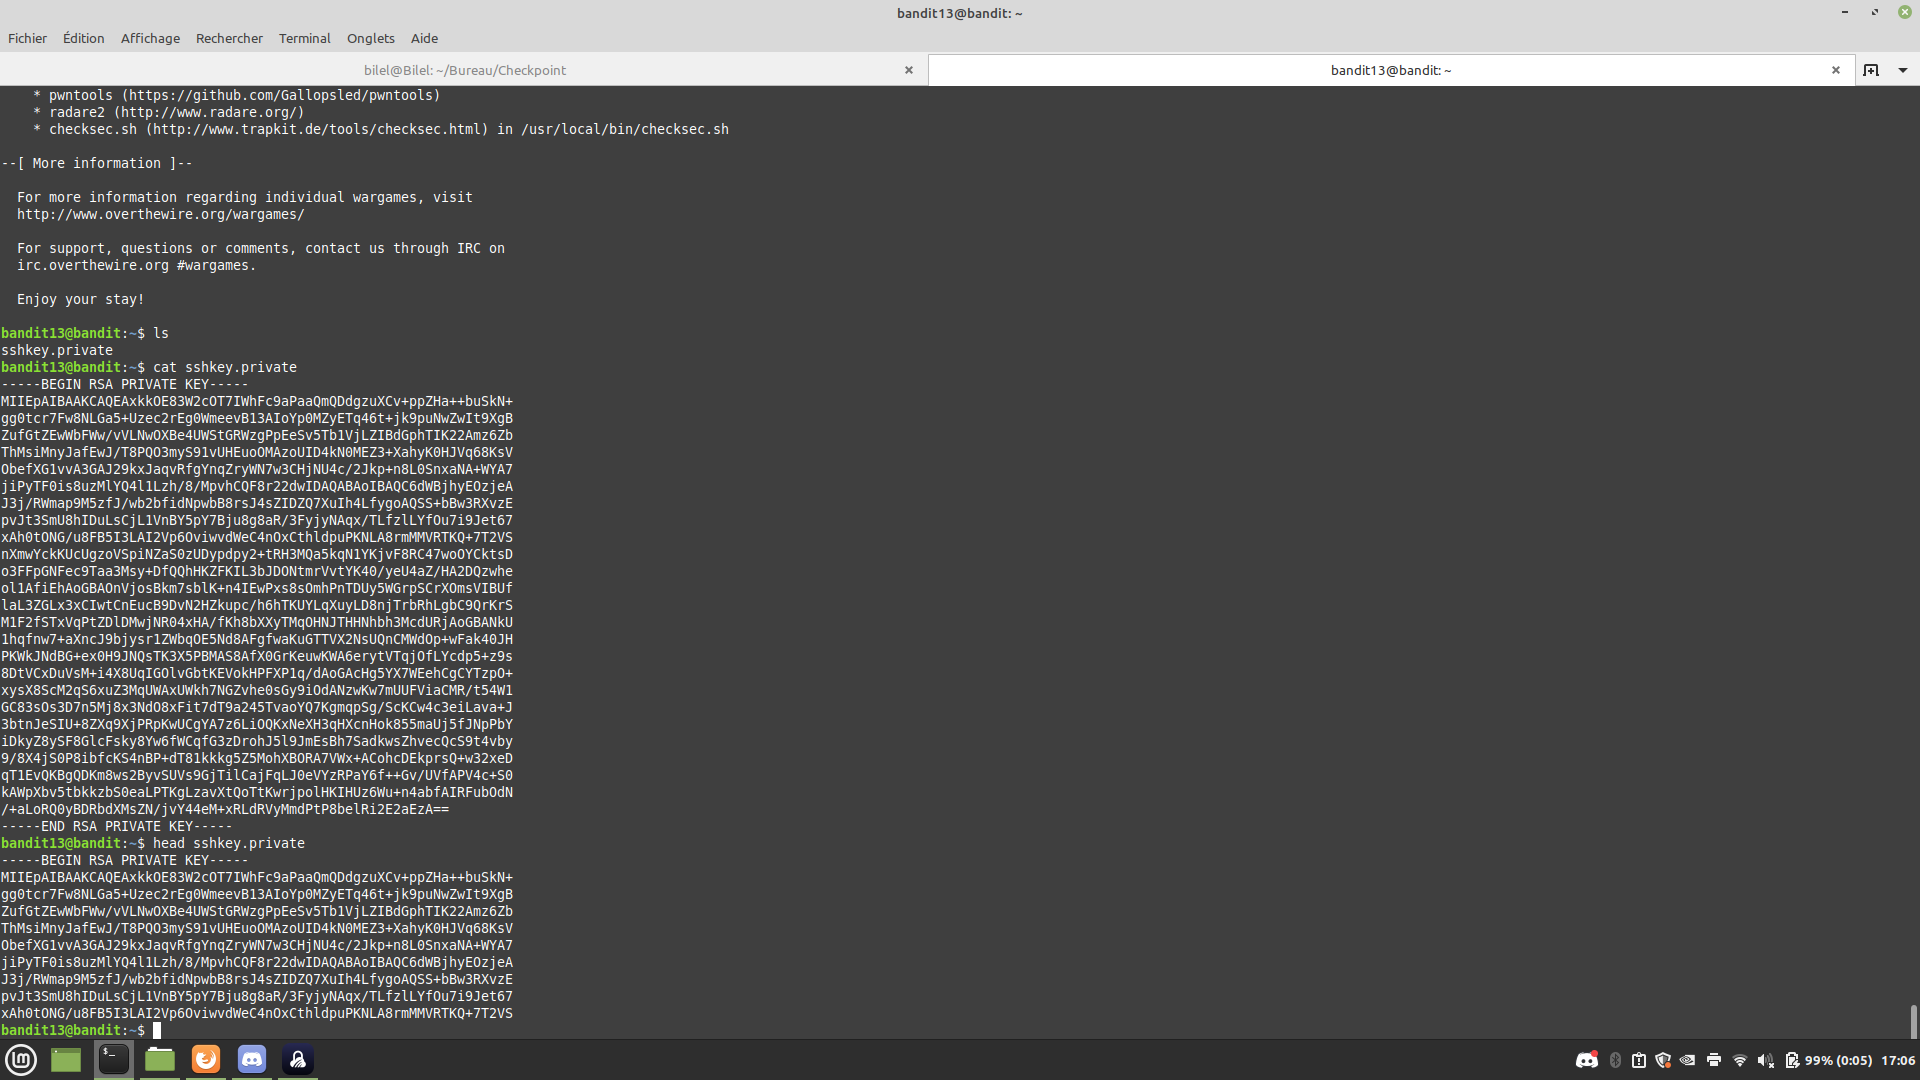 bandit13@bandit: ~
Fichier Édition Affichage Rechercher Terminal Onglets Aide
bilel@Bilel: ~/Bureau/Checkpoint
bandit13@bandit: ~
* pwntools (https://github.com/Gallopsled/pwntools)
* radare2 (http://www.radare.org/)
* checksec.sh (http://www.trapkit.de/tools/checksec.html) in /usr/local/bin/checksec.sh
--[ More information ]--
For more information regarding individual wargames, visit
http://www.overthewire.org/wargames/
For support, questions or comments, contact us through IRC on
irc.overthewire.org #wargames.
Enjoy your stay!
bandit13@bandit:~$ ls
sshkey.private
bandit13@bandit:~$ cat sshkey.private
-----BEGIN RSA PRIVATE KEY-----
MIIEpAIBAAKCAQEAxkkOE83W2cOT7IWhFc9aPaaQmQDdgzuXCv+ppZHa++buSkN+
gg0tcr7Fw8NLGa5+Uzec2rEg0WmeevB13AIoYp0MZyETq46t+jk9puNwZwIt9XgB
ZufGtZEwWbFWw/vVLNwOXBe4UWStGRWzgPpEeSv5Tb1VjLZIBdGphTIK22Amz6Zb
ThMsiMnyJafEwJ/T8PQO3myS91vUHEuoOMAzoUID4kN0MEZ3+XahyK0HJVq68KsV
ObefXG1vvA3GAJ29kxJaqvRfgYnqZryWN7w3CHjNU4c/2Jkp+n8L0SnxaNA+WYA7
jiPyTF0is8uzMlYQ4l1Lzh/8/MpvhCQF8r22dwIDAQABAoIBAQC6dWBjhyEOzjeA
J3j/RWmap9M5zfJ/wb2bfidNpwbB8rsJ4sZIDZQ7XuIh4LfygoAQSS+bBw3RXvzE
pvJt3SmU8hIDuLsCjL1VnBY5pY7Bju8g8aR/3FyjyNAqx/TLfzlLYfOu7i9Jet67
xAh0tONG/u8FB5I3LAI2Vp6OviwvdWeC4nOxCthldpuPKNLA8rmMMVRTKQ+7T2VS
nXmwYckKUcUgzoVSpiNZaS0zUDypdpy2+tRH3MQa5kqN1YKjvF8RC47woOYCktsD
o3FFpGNFec9Taa3Msy+DfQQhHKZFKIL3bJDONtmrVvtYK40/yeU4aZ/HA2DQzwhe
ol1AfiEhAoGBAOnVjosBkm7sblK+n4IEwPxs8sOmhPnTDUy5WGrpSCrXOmsVIBUf
laL3ZGLx3xCIwtCnEucB9DvN2HZkupc/h6hTKUYLqXuyLD8njTrbRhLgbC9QrKrS
M1F2fSTxVqPtZDlDMwjNR04xHA/fKh8bXXyTMqOHNJTHHNhbh3McdURjAoGBANkU
1hqfnw7+aXncJ9bjysr1ZWbqOE5Nd8AFgfwaKuGTTVX2NsUQnCMWdOp+wFak40JH
PKWkJNdBG+ex0H9JNQsTK3X5PBMAS8AfX0GrKeuwKWA6erytVTqjOfLYcdp5+z9s
8DtVCxDuVsM+i4X8UqIGOlvGbtKEVokHPFXP1q/dAoGAcHg5YX7WEehCgCYTzpO+
xysX8ScM2qS6xuZ3MqUWAxUWkh7NGZvhe0sGy9iOdANzwKw7mUUFViaCMR/t54W1
GC83sOs3D7n5Mj8x3NdO8xFit7dT9a245TvaoYQ7KgmqpSg/ScKCw4c3eiLava+J
3btnJeSIU+8ZXq9XjPRpKwUCgYA7z6LiOQKxNeXH3qHXcnHok855maUj5fJNpPbY
iDkyZ8ySF8GlcFsky8Yw6fWCqfG3zDrohJ5l9JmEsBh7SadkwsZhvecQcS9t4vby
9/8X4jS0P8ibfcKS4nBP+dT81kkkg5Z5MohXBORA7VWx+ACohcDEkprsQ+w32xeD
qT1EvQKBgQDKm8ws2ByvSUVs9GjTilCajFqLJ0eVYzRPaY6f++Gv/UVfAPV4c+S0
kAWpXbv5tbkkzbS0eaLPTKgLzavXtQoTtKwrjpolHKIHUz6Wu+n4abfAIRFubOdN
/+aLoRQ0yBDRbdXMsZN/jvY44eM+xRLdRVyMmdPtP8belRi2E2aEzA==
-----END RSA PRIVATE KEY-----
bandit13@bandit:~$ head sshkey.private
-----BEGIN RSA PRIVATE KEY-----
MIIEpAIBAAKCAQEAxkkOE83W2cOT7IWhFc9aPaaQmQDdgzuXCv+ppZHa++buSkN+
gg0tcr7Fw8NLGa5+Uzec2rEg0WmeevB13AIoYp0MZyETq46t+jk9puNwZwIt9XgB
ZufGtZEwWbFWw/vVLNwOXBe4UWStGRWzgPpEeSv5Tb1VjLZIBdGphTIK22Amz6Zb
ThMsiMnyJafEwJ/T8PQO3myS91vUHEuoOMAzoUID4kN0MEZ3+XahyK0HJVq68KsV
ObefXG1vvA3GAJ29kxJaqvRfgYnqZryWN7w3CHjNU4c/2Jkp+n8L0SnxaNA+WYA7
jiPyTF0is8uzMlYQ4l1Lzh/8/MpvhCQF8r22dwIDAQABAoIBAQC6dWBjhyEOzjeA
J3j/RWmap9M5zfJ/wb2bfidNpwbB8rsJ4sZIDZQ7XuIh4LfygoAQSS+bBw3RXvzE
pvJt3SmU8hIDuLsCjL1VnBY5pY7Bju8g8aR/3FyjyNAqx/TLfzlLYfOu7i9Jet67
xAh0tONG/u8FB5I3LAI2Vp6OviwvdWeC4nOxCthldpuPKNLA8rmMMVRTKQ+7T2VS
bandit13@bandit:~$
99% (0:05) 17:06